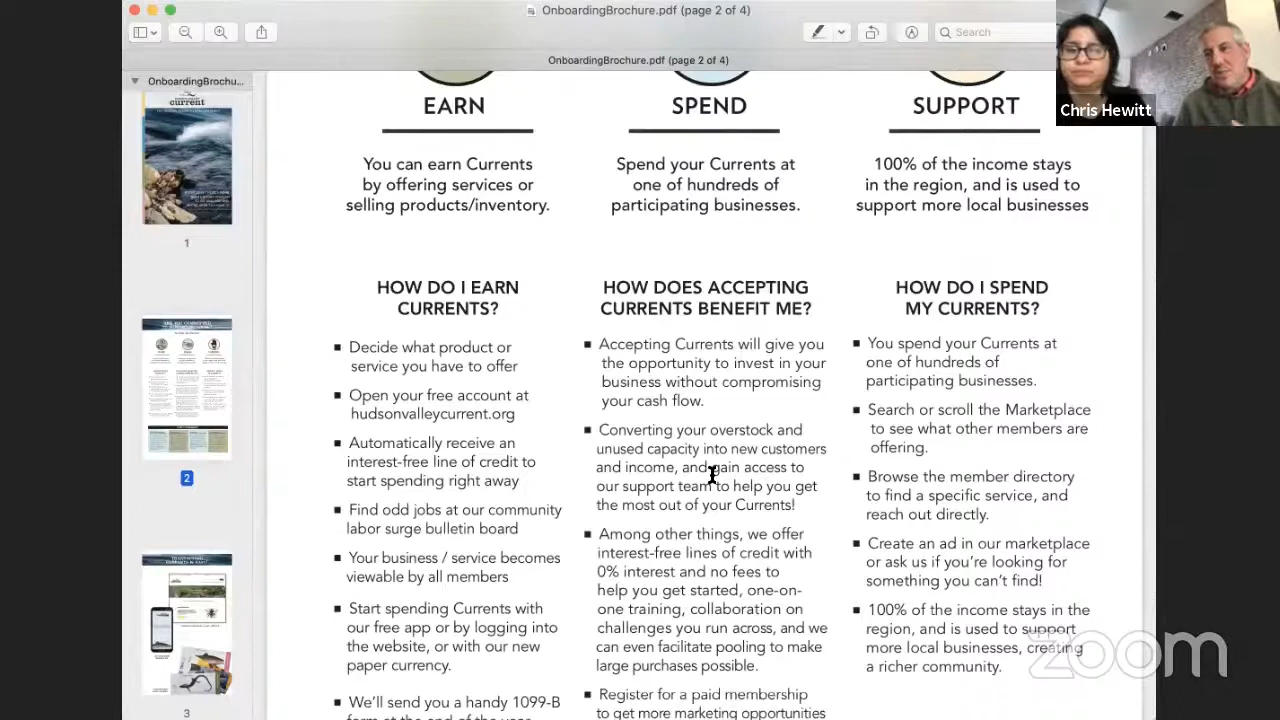 OnboardingBrochure.pdf (page 2 of 4)
Search
OnboardingBrochure.pdf (page 2 of 4)
OnboardingBrochu...
current
1
2
3
Chris Hewitt
EARN
You can earn Currents
by offering services or
selling products/inventory.
SPEND
Spend your Currents at
any of hundreds of
participating businesses.
SUPPORT
100% of the income stays
in the region, and is used to
support more local businesses
HOW DO I EARN
CURRENTS?
■ Decide what product or
service you have to offer
■ Open your free account at
hudsonvalleycurrent.org
■ Automatically receive an
interest-free line of credit to
start spending right away
■ Find odd jobs at our community
labor surge bulletin board
■ Your business / service becomes
viewable by all members
■ Start spending Currents with
our free app or by logging into
the website, or with our new
paper currency.
■ We'll send you a handy 1099-B
form at the end of the year
HOW DOES ACCEPTING
CURRENTS BENEFIT ME?
■ Accepting Currents will give you
the opportunity to invest in your
business without compromising
your cash flow.
■ Converting your overstock and
unused capacity into new customers
and income, and gain access to
our support team to help you get
the most out of your Currents!
■ Among other things, we offer
interest-free lines of credit with
0% interest and no fees to
help you get started, one-on-
one training, collaboration on
challenges you run across, and we
can even facilitate pooling to make
large purchases possible.
■ Register for a paid membership
to get more marketing opportunities
HOW DO I SPEND
MY CURRENTS?
■ You spend your Currents at
any of hundreds of
participating businesses.
■ Search or scroll the Marketplace
to see what other members are
offering.
■ Browse the member directory
to find a specific service, and
reach out directly.
■ Create an ad in our marketplace
or ask us if you're looking for
something you can't find!
■ 100% of the income stays in the
region, and is used to support
more local businesses, creating
a richer community.
zoom